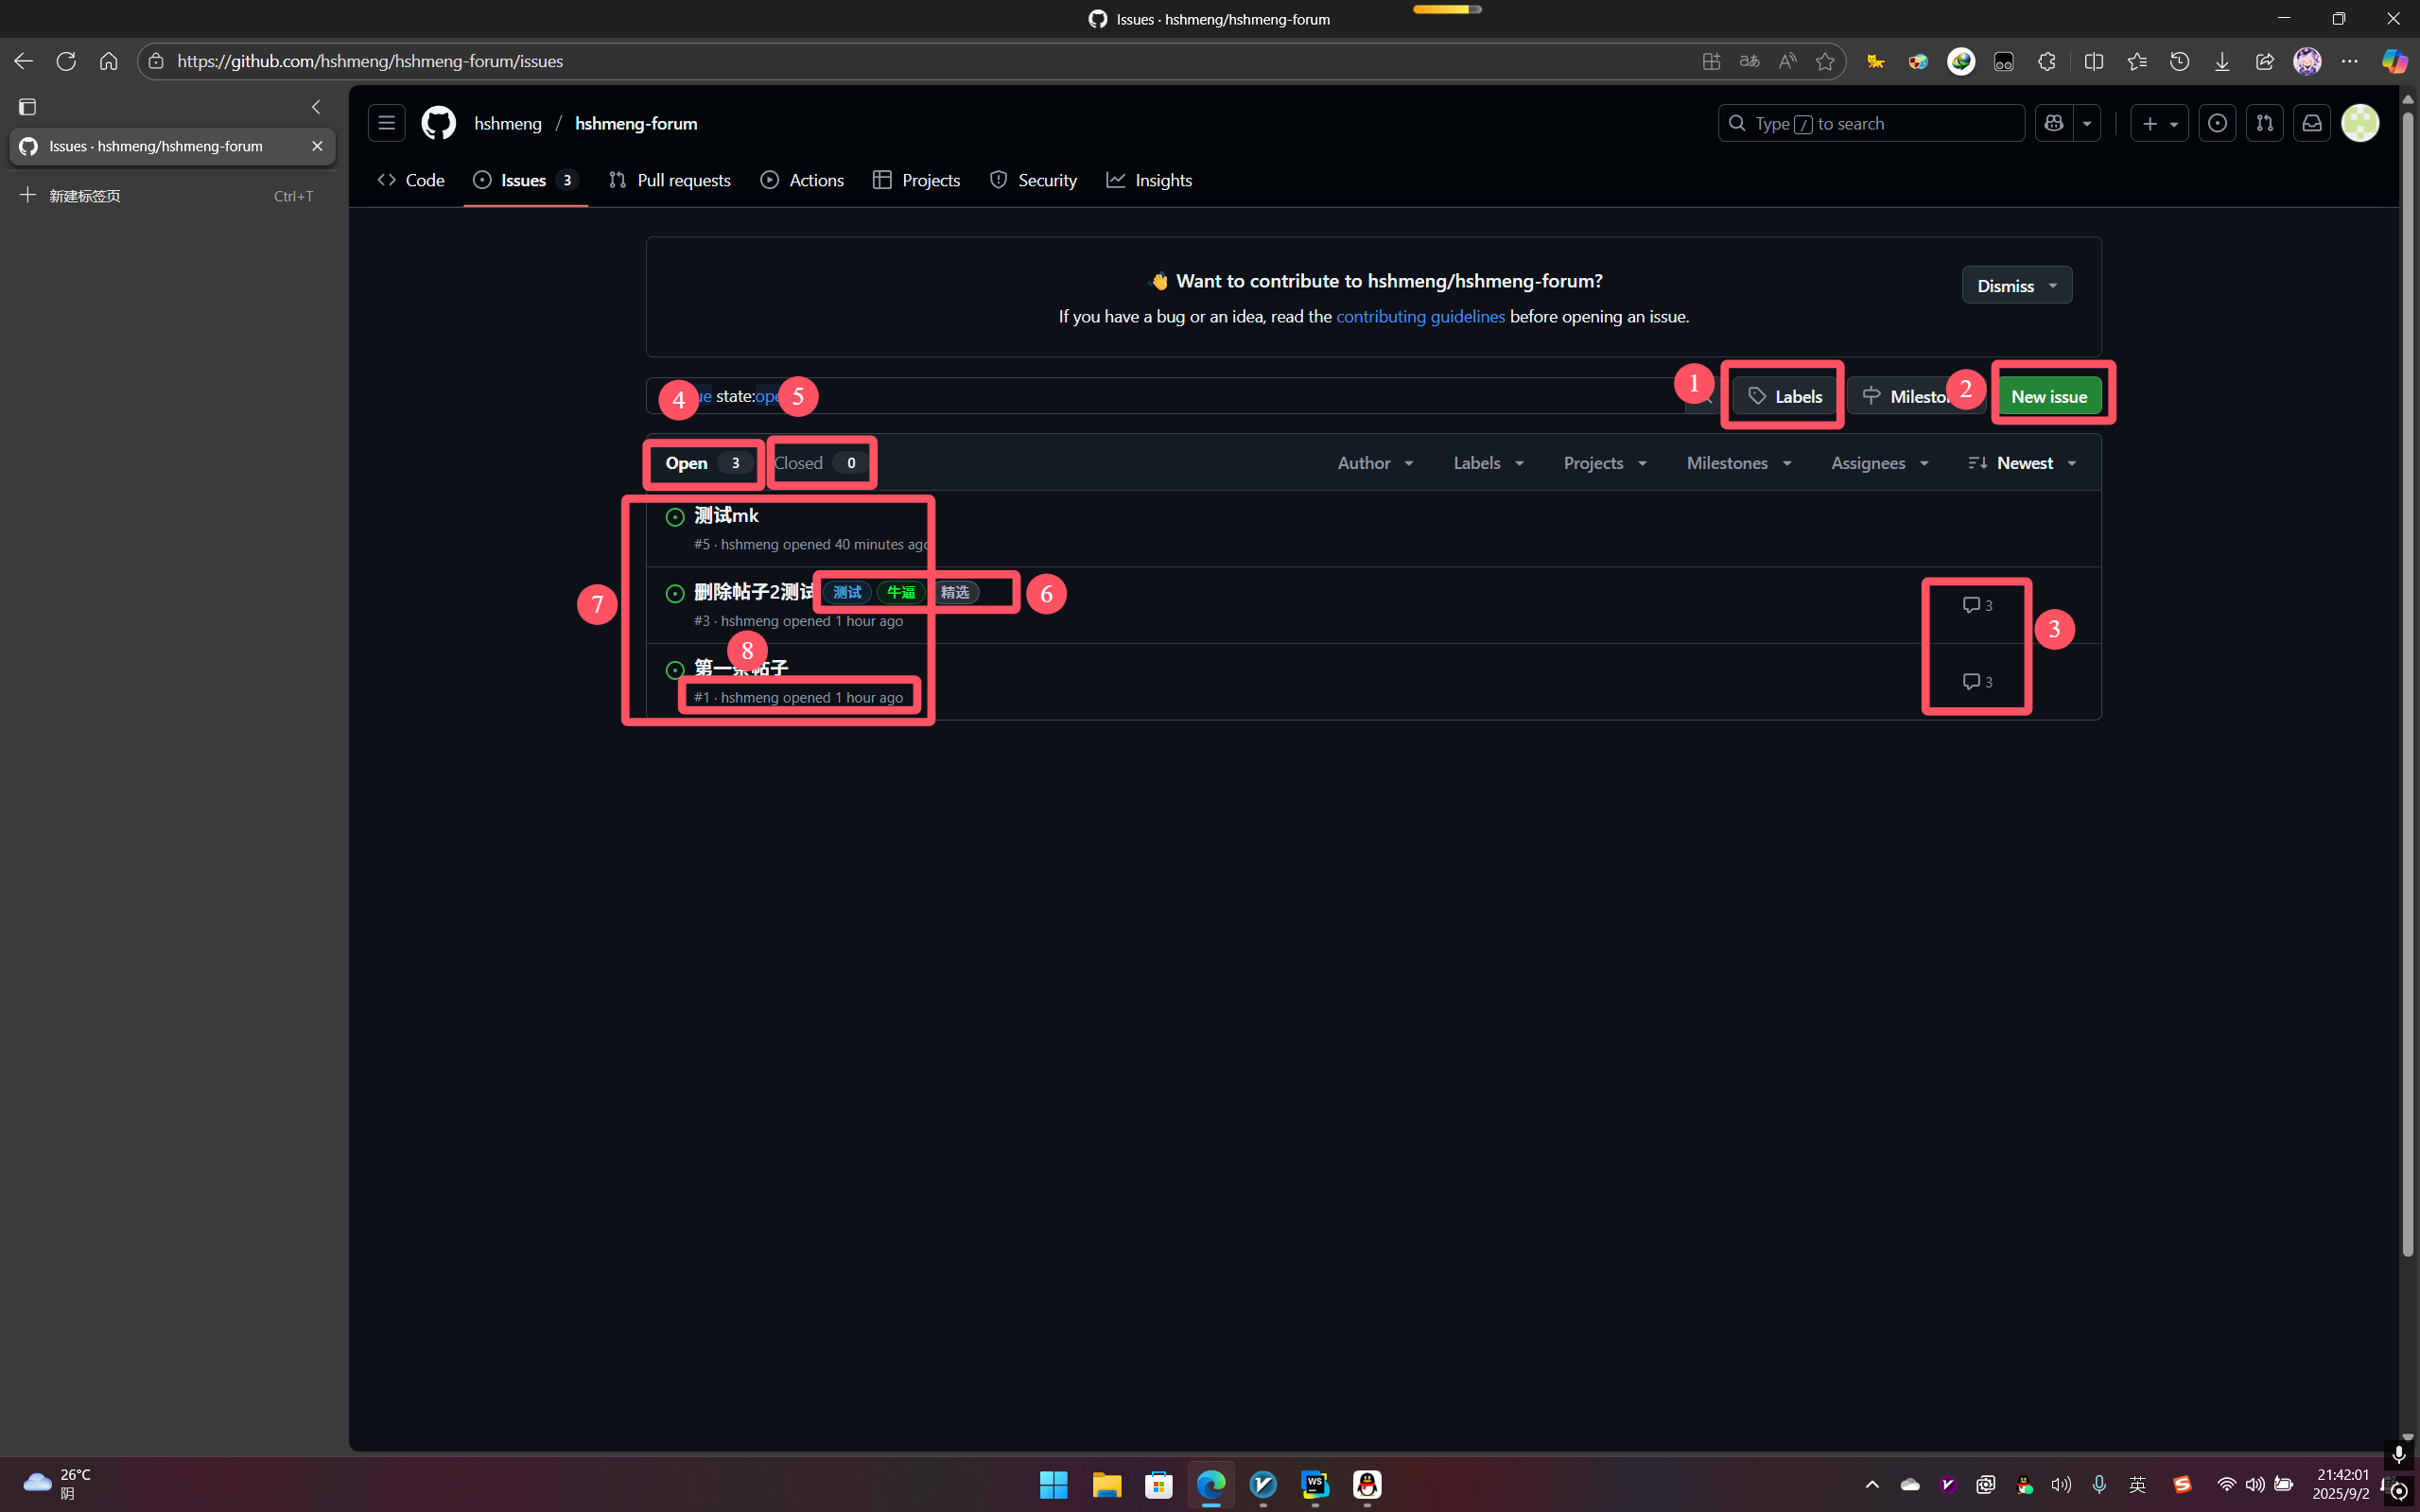 Issues · hshmeng/hshmeng-forum
https://github.com/hshmeng/hshmeng-forum/issues
Issues · hshmeng/hshmeng-forum
新建标签页 Ctrl+T
hshmeng / hshmeng-forum
Type / to search
Code Issues 3 Pull requests Actions Projects Security Insights
👋 Want to contribute to hshmeng/hshmeng-forum?
If you have a bug or an idea, read the contributing guidelines before opening an issue.
Dismiss
4 ue state:ope 5
1 Labels Milesto 2 New issue
Open 3 Closed 0
Author Labels Projects Milestones Assignees Newest
测试mk
#5 · hshmeng opened 40 minutes ago
7 删除帖子2测试 测试 牛逼 精选 6
#3 · hshmeng opened 1 hour ago
3
3
8
第一条帖子
#1 · hshmeng opened 1 hour ago
3
26°C
阴
WS
英
21:42:01
2025/9/2